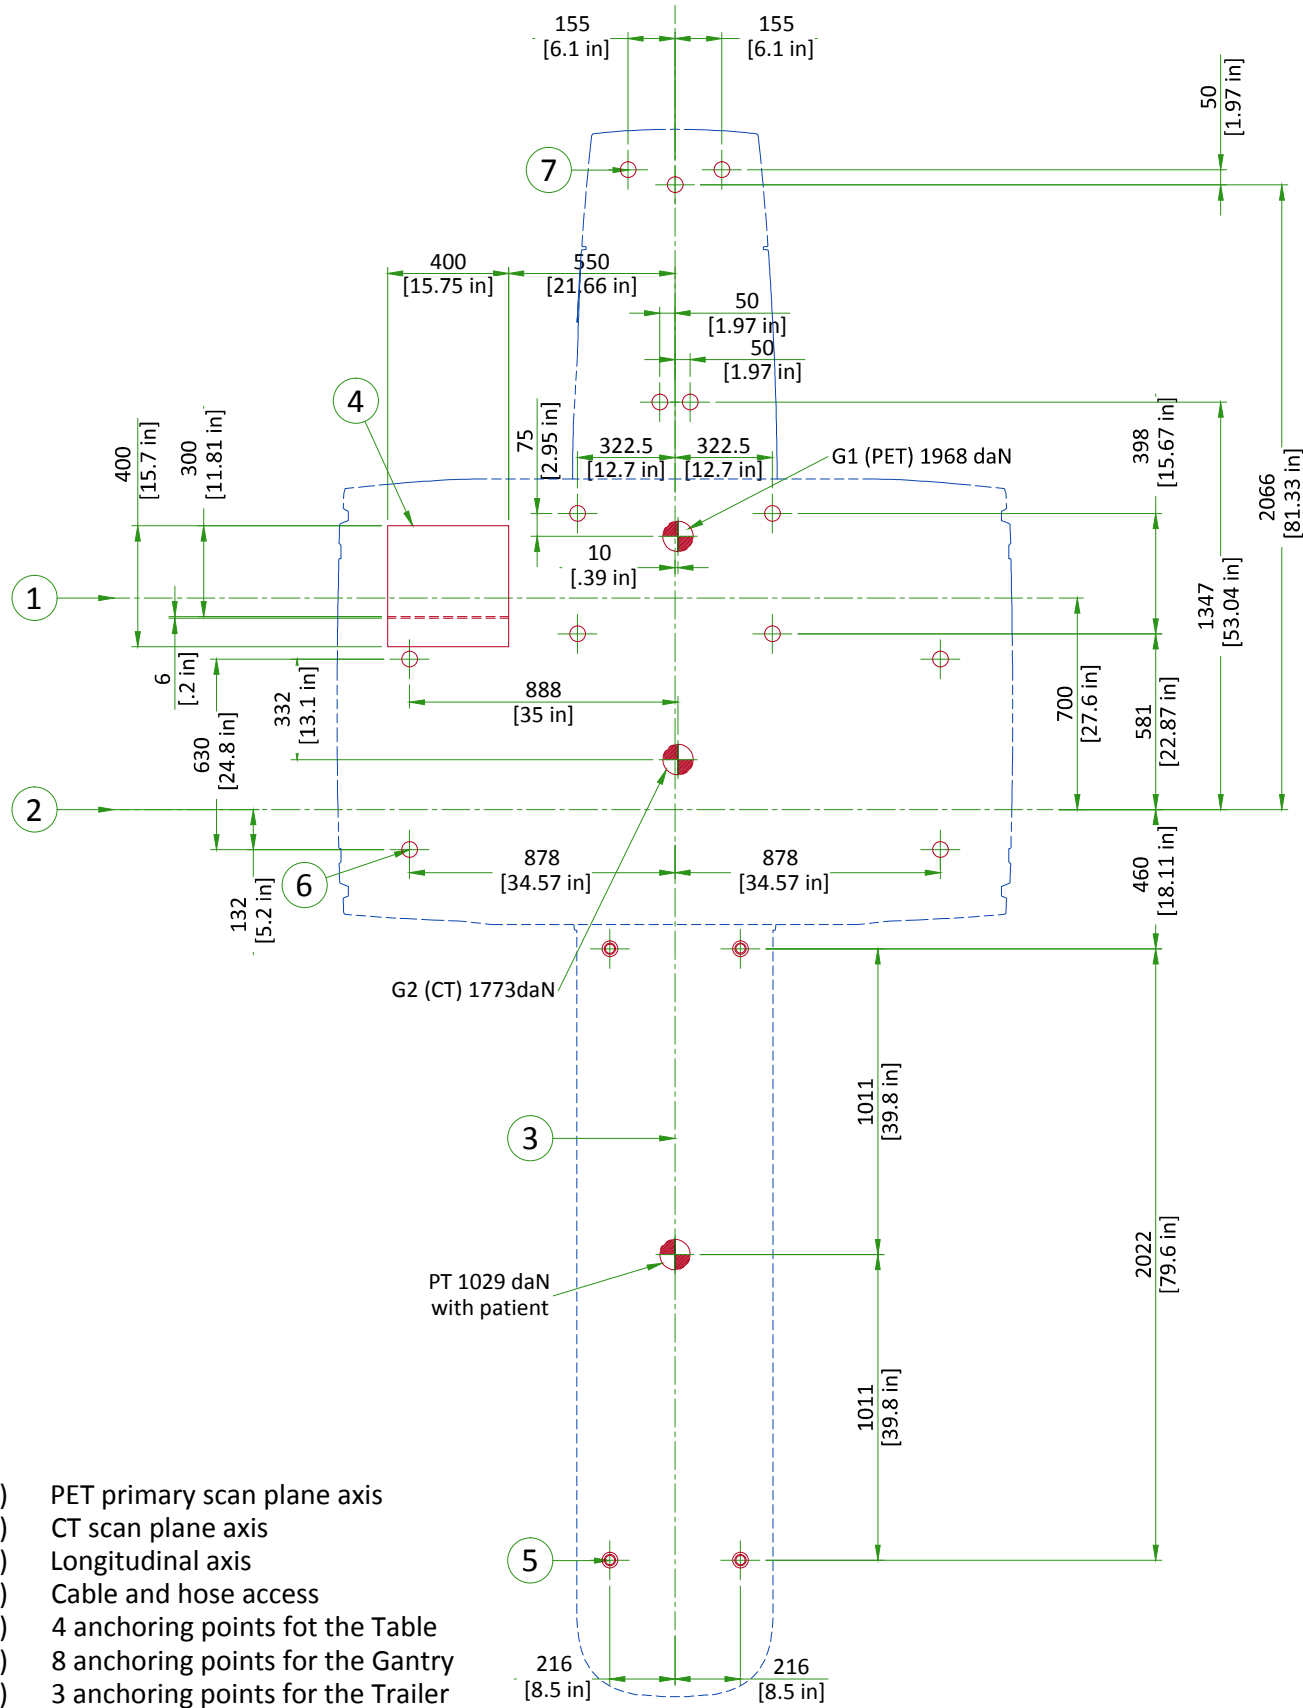 155
[6.1 in]
155
[6.1 in]
50
[1.97 in]
7
400
[15.75 in]
550
[21.66 in]
50
[1.97 in]
50
[1.97 in]
4
75
[2.95 in]
322.5
[12.7 in]
322.5
[12.7 in]
G1 (PET) 1968 daN
398
[15.67 in]
2066
[81.33 in]
400
[15.7 in]
300
[11.81 in]
10
[.39 in]
1
1347
[53.04 in]
6
[.2 in]
332
[13.1 in]
888
[35 in]
700
[27.6 in]
581
[22.87 in]
630
[24.8 in]
2
878
[34.57 in]
878
[34.57 in]
460
[18.11 in]
6
132
[5.2 in]
G2 (CT) 1773daN
1011
[39.8 in]
3
2022
[79.6 in]
PT 1029 daN
with patient
1011
[39.8 in]
5
216
[8.5 in]
216
[8.5 in]
) PET primary scan plane axis
) CT scan plane axis
) Longitudinal axis
) Cable and hose access
) 4 anchoring points fot the Table
) 8 anchoring points for the Gantry
) 3 anchoring points for the Trailer